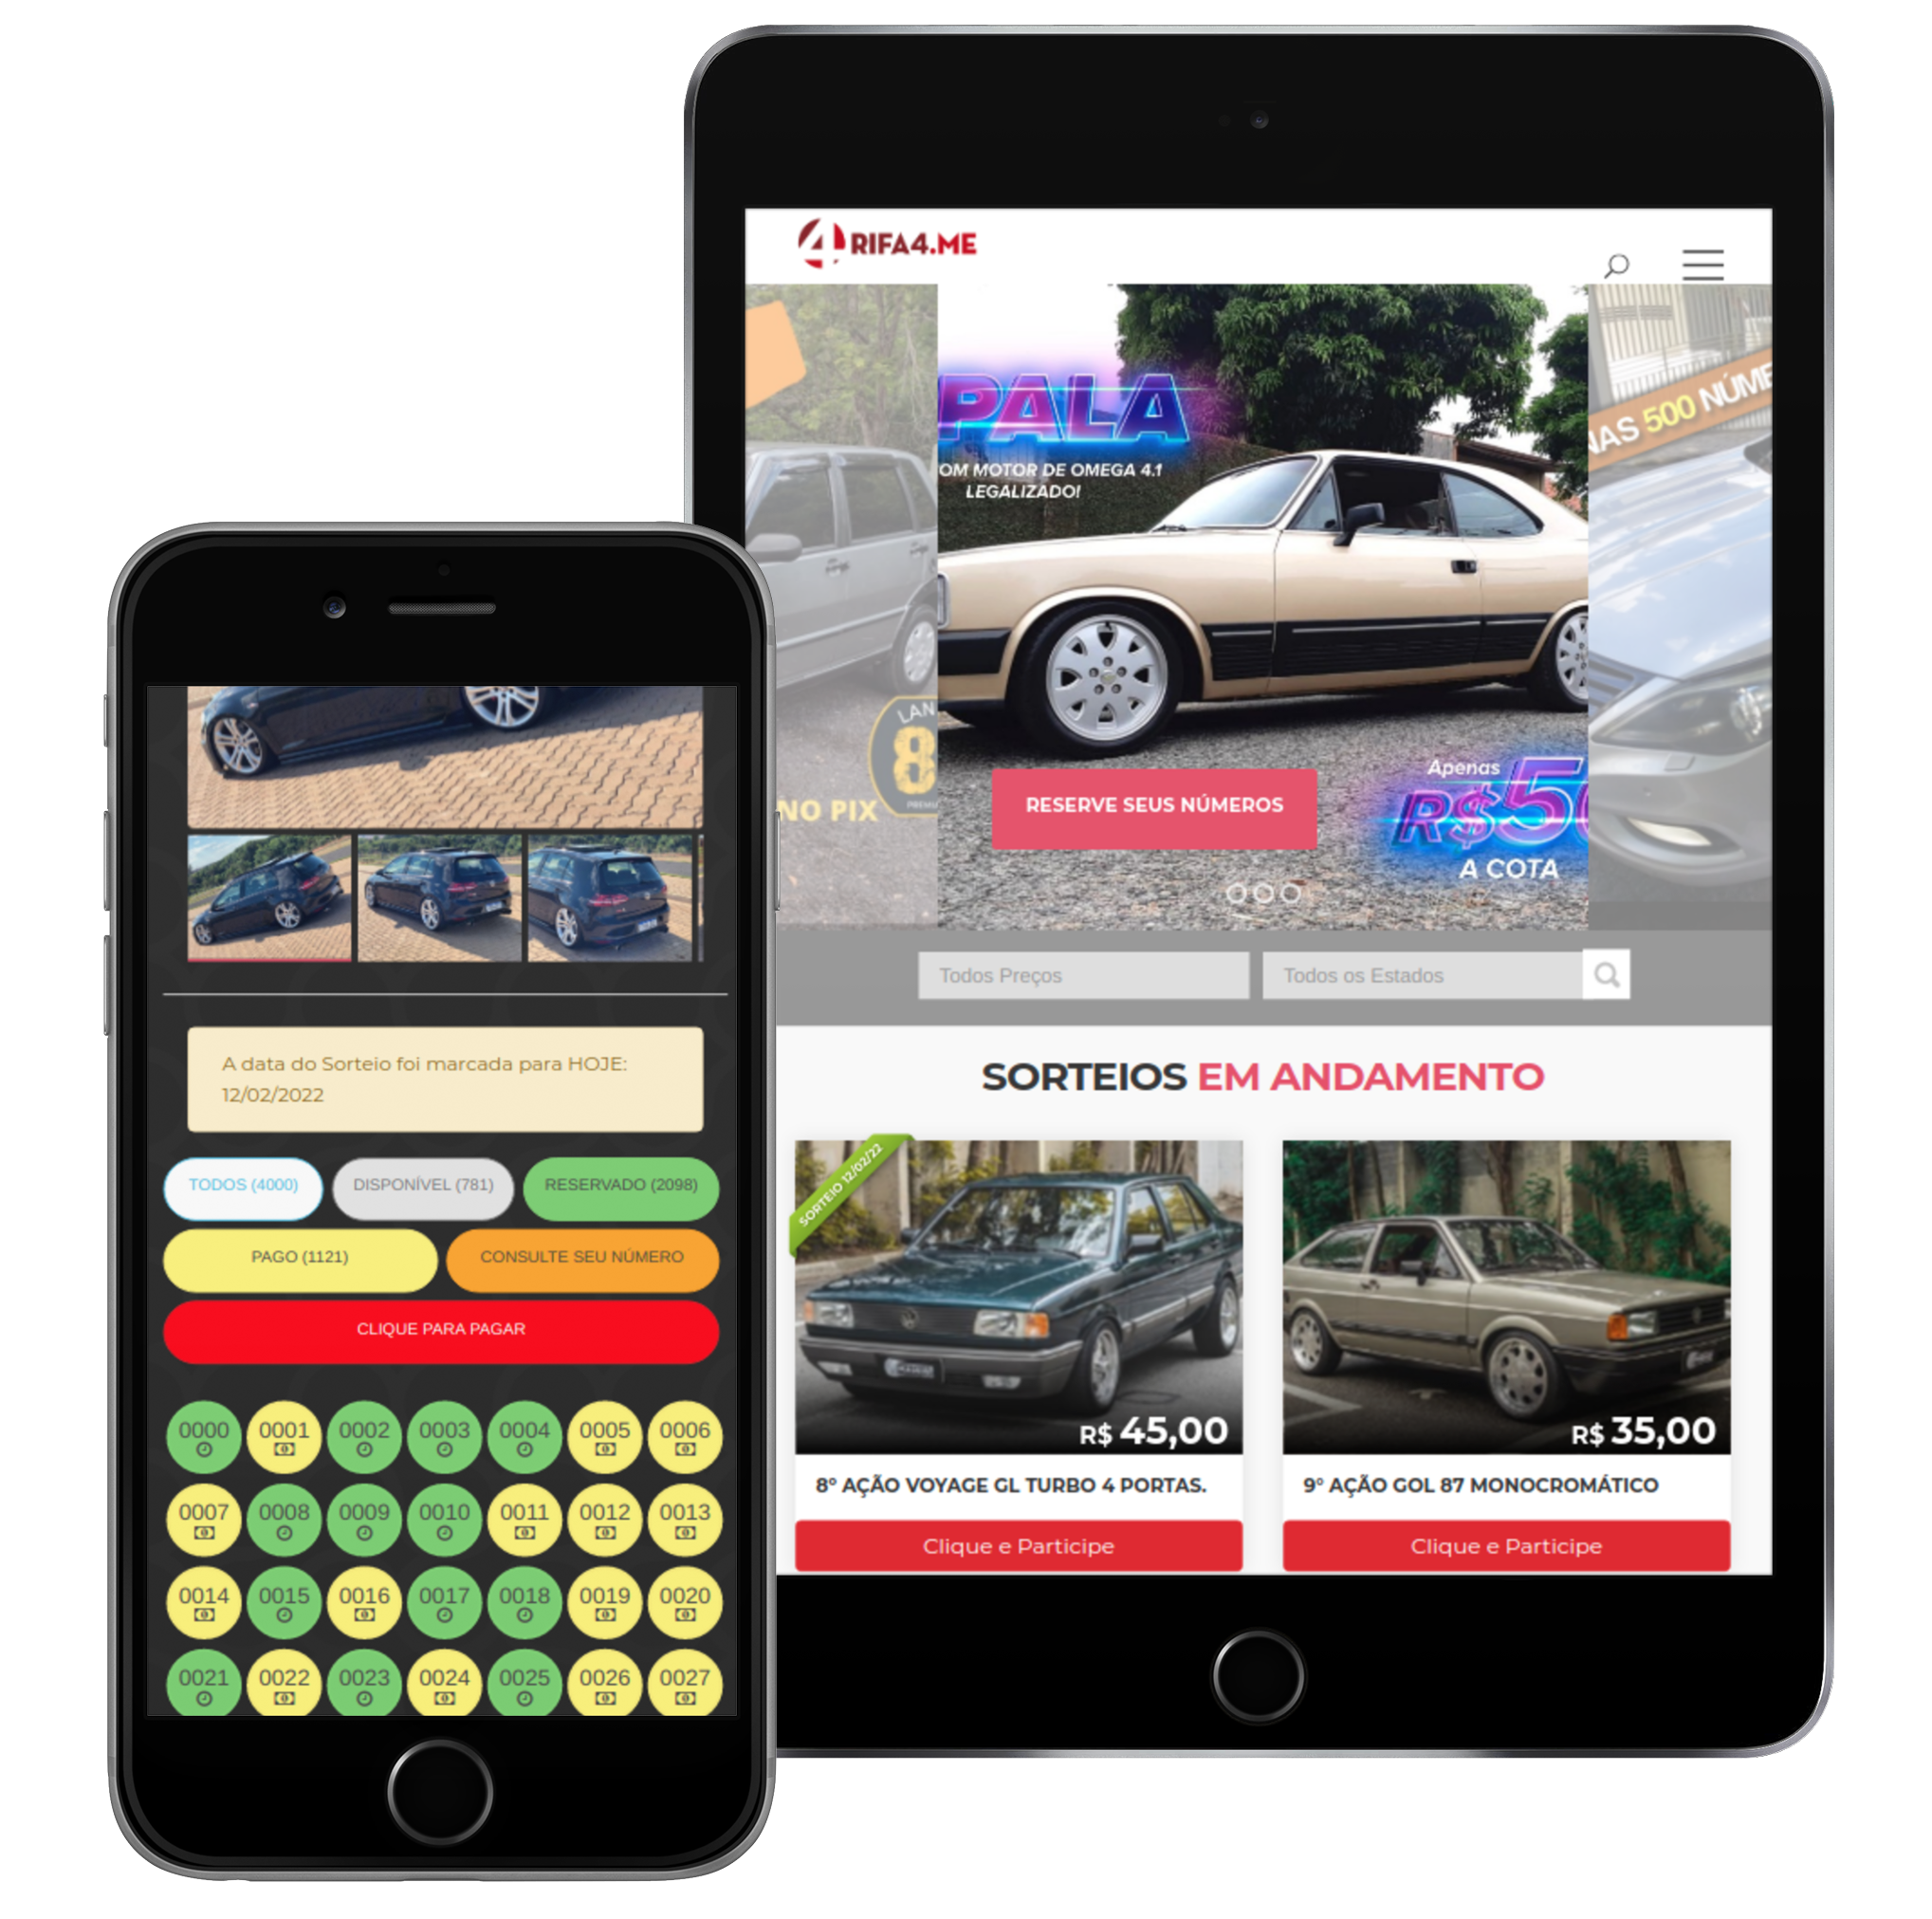 RIFA4.ME
PALA
OM MOTOR DE OMEGA 4.1
LEGALIZADO!
NAS 500 NÚME
LAN
8
PREMI
NO PIX
RESERVE SEUS NÚMEROS
Apenas
R$5
A COTA
Todos Preços
Todos os Estados
SORTEIOS EM ANDAMENTO
SORTEIO 12/02/22
R$ 45,00
R$ 35,00
8º AÇÃO VOYAGE GL TURBO 4 PORTAS.
9º AÇÃO GOL 87 MONOCROMÁTICO
Clique e Participe
Clique e Participe
A data do Sorteio foi marcada para HOJE:
12/02/2022
TODOS (4000)
DISPONÍVEL (781)
RESERVADO (2098)
PAGO (1121)
CONSULTE SEU NÚMERO
CLIQUE PARA PAGAR
0000 0001 0002 0003 0004 0005 0006
0007 0008 0009 0010 0011 0012 0013
0014 0015 0016 0017 0018 0019 0020
0021 0022 0023 0024 0025 0026 0027